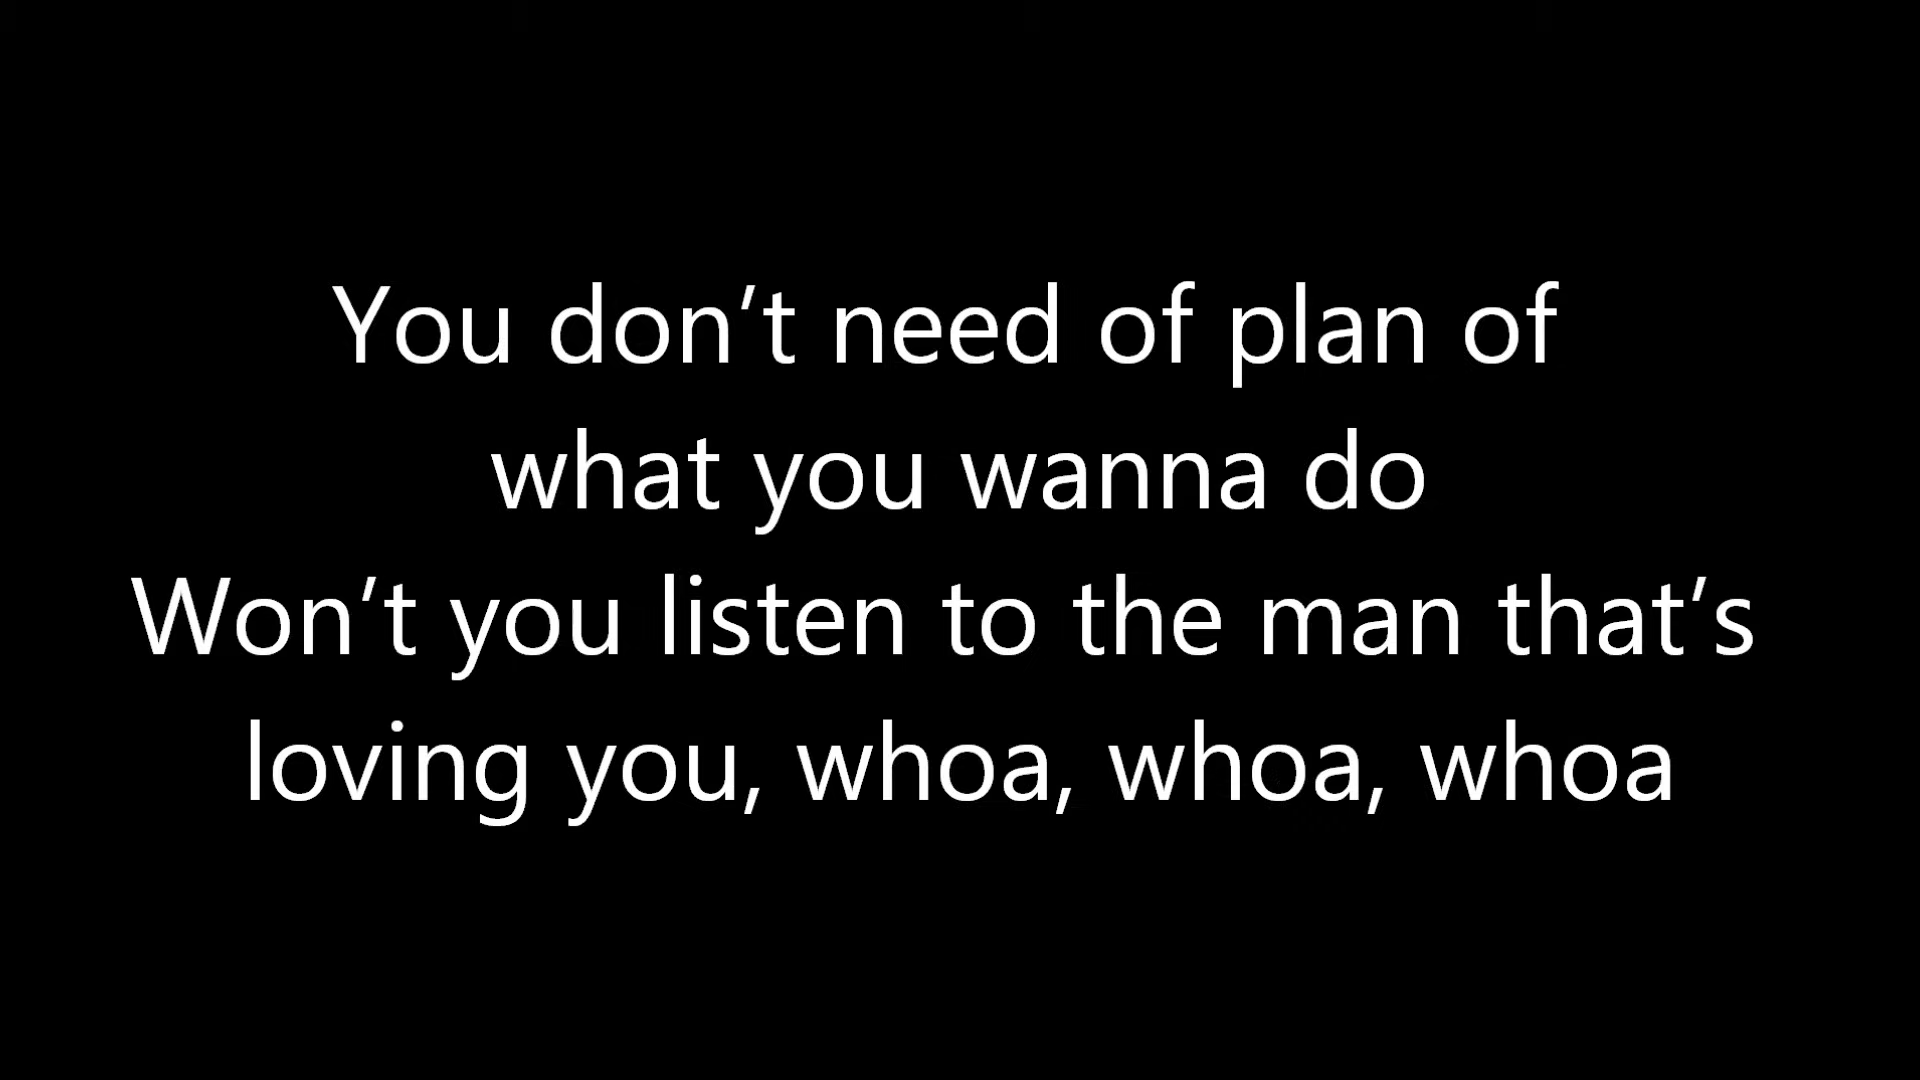 You don’t need of plan of
what you wanna do
Won’t you listen to the man that’s
loving you, whoa, whoa, whoa